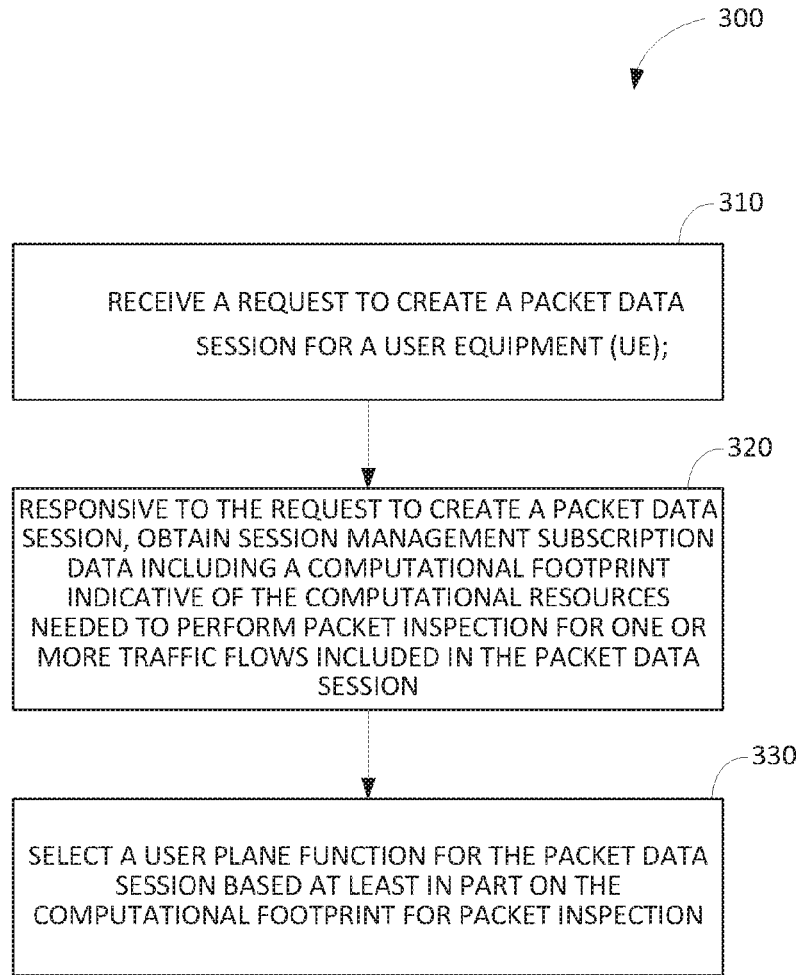 300
310
RECEIVE A REQUEST TO CREATE A PACKET DATA
SESSION FOR A USER EQUIPMENT (UE);
320
RESPONSIVE TO THE REQUEST TO CREATE A PACKET DATA
SESSION, OBTAIN SESSION MANAGEMENT SUBSCRIPTION
DATA INCLUDING A COMPUTATIONAL FOOTPRINT
INDICATIVE OF THE COMPUTATIONAL RESOURCES
NEEDED TO PERFORM PACKET INSPECTION FOR ONE OR
MORE TRAFFIC FLOWS INCLUDED IN THE PACKET DATA
SESSION
330
SELECT A USER PLANE FUNCTION FOR THE PACKET DATA
SESSION BASED AT LEAST IN PART ON THE
COMPUTATIONAL FOOTPRINT FOR PACKET INSPECTION